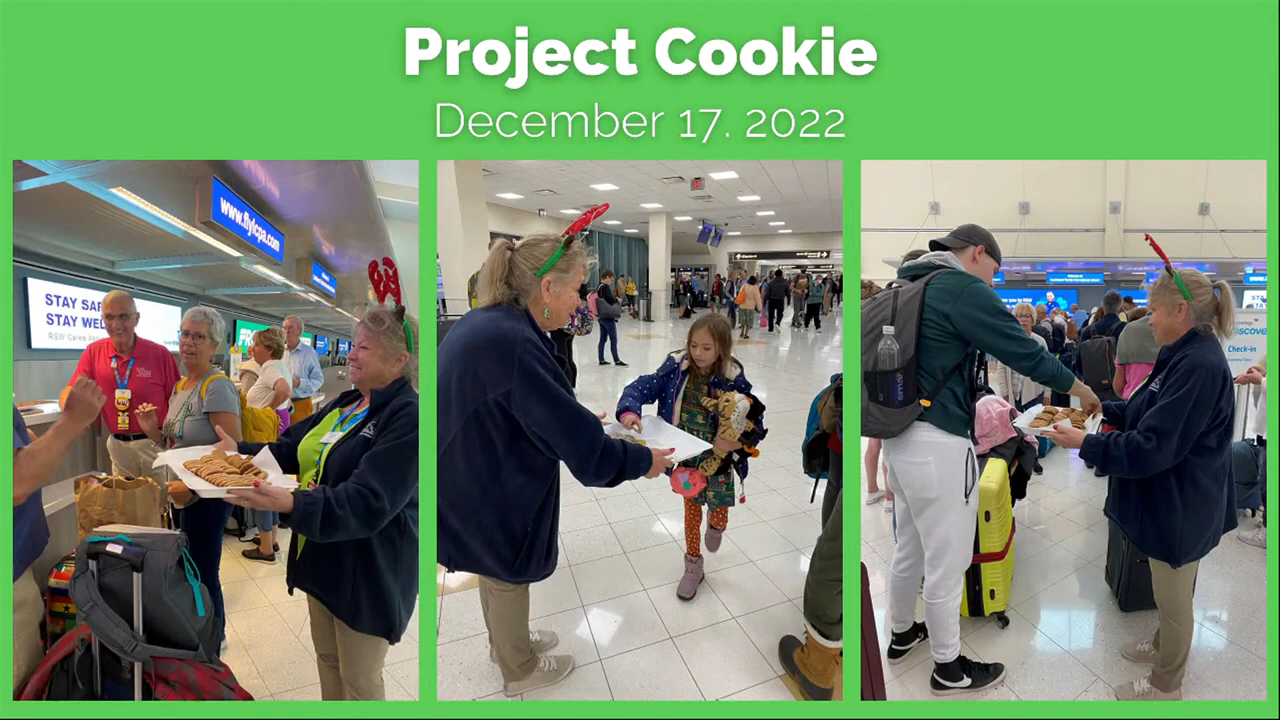 Project Cookie
December 17. 2022
www.flylcpa.com
STAY SAF
STAY WEL
RSW Cares
Check-in